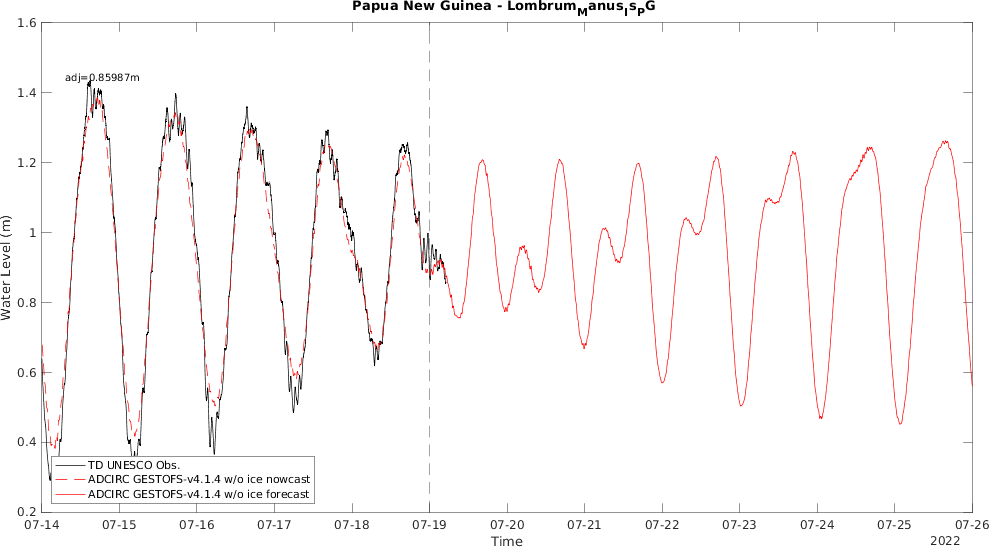 Papua New Guinea - Lombrum_Manus_Is_PG
1.6
1.4
1.2
1
0.8
0.6
0.4
0.2
Water Level (m)
adj=0.85987m
TD UNESCO Obs.
ADCIRC GESTOFS-v4.1.4 w/o ice nowcast
ADCIRC GESTOFS-v4.1.4 w/o ice forecast
07-14 07-15 07-16 07-17 07-18 07-19 07-20 07-21 07-22 07-23 07-24 07-25 07-26
Time
2022